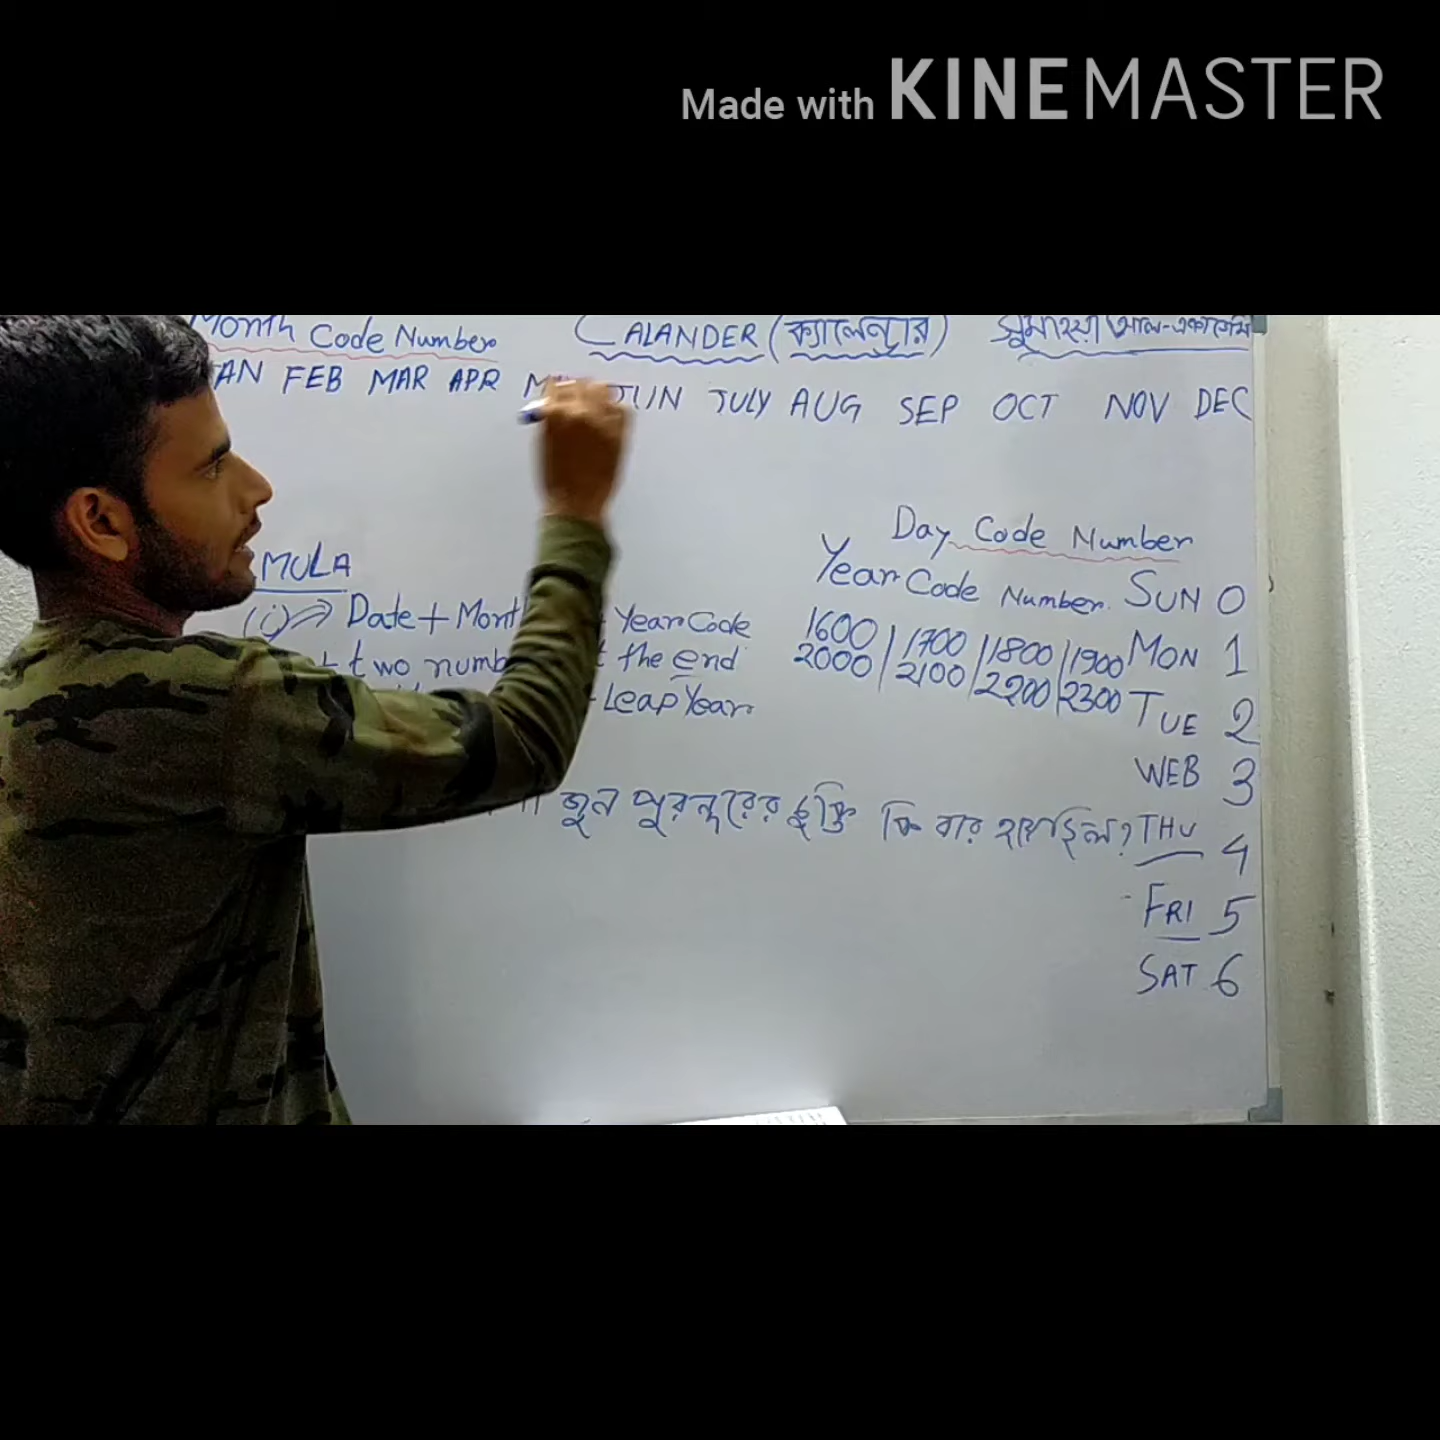 Made with KINEMASTER
Month Code Number
CALANDER (ক্যালেন্ডার)
AN FEB MAR APR JUN JULY AUG SEP OCT NOV DEC
Day Code Number
Year Code Number
MULA
(i) ⇒ Date + Mont Year Code
+ two numb the end
- Leap Year
1600 / 1700 / 1800 / 1900
2000 / 2100 / 2200 / 2300
SUN 0
MON 1
TUE 2
WEB 3
THU 4
FRI 5
SAT 6
জুন পুরন্দরের চুক্তি কি বার হয়েছিল?